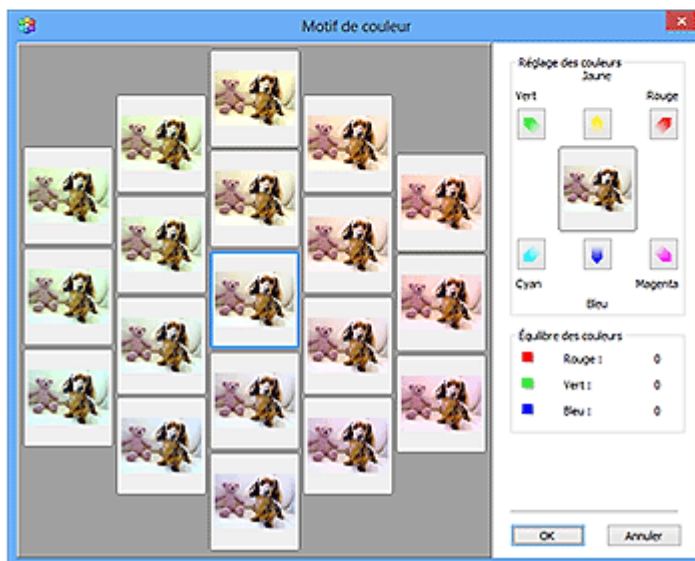 Motif de couleur
Réglage des couleurs
Jaune
Vert Rouge
Cyan Magenta
Bleu
Équilibre des couleurs
Rouge : 0
Vert : 0
Bleu : 0
OK Annuler